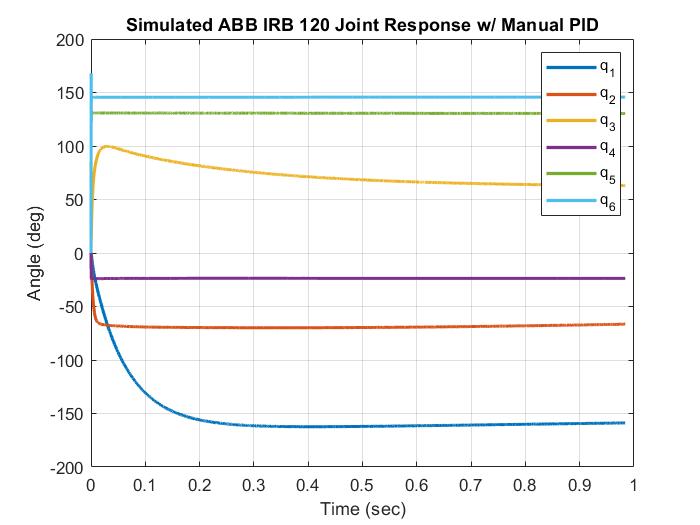 Simulated ABB IRB 120 Joint Response w/ Manual PID
200
150
100
50
0
-50
-100
-150
-200
Angle (deg)
q1
q2
q3
q4
q5
q6
0 0.1 0.2 0.3 0.4 0.5 0.6 0.7 0.8 0.9 1
Time (sec)